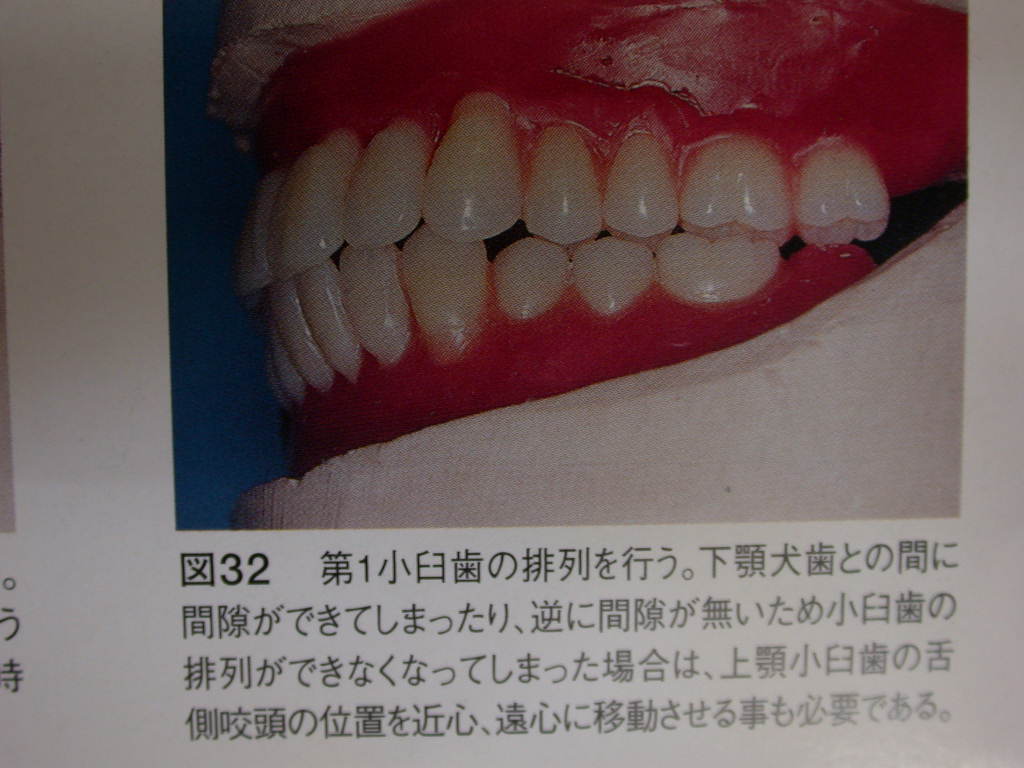 図32 第1小臼歯の排列を行う。下顎犬歯との間に
間隙ができてしまったり、逆に間隙が無いため小臼歯の
排列ができなくなってしまった場合は、上顎小臼歯の舌
側咬頭の位置を近心、遠心に移動させる事も必要である。
。
う
時